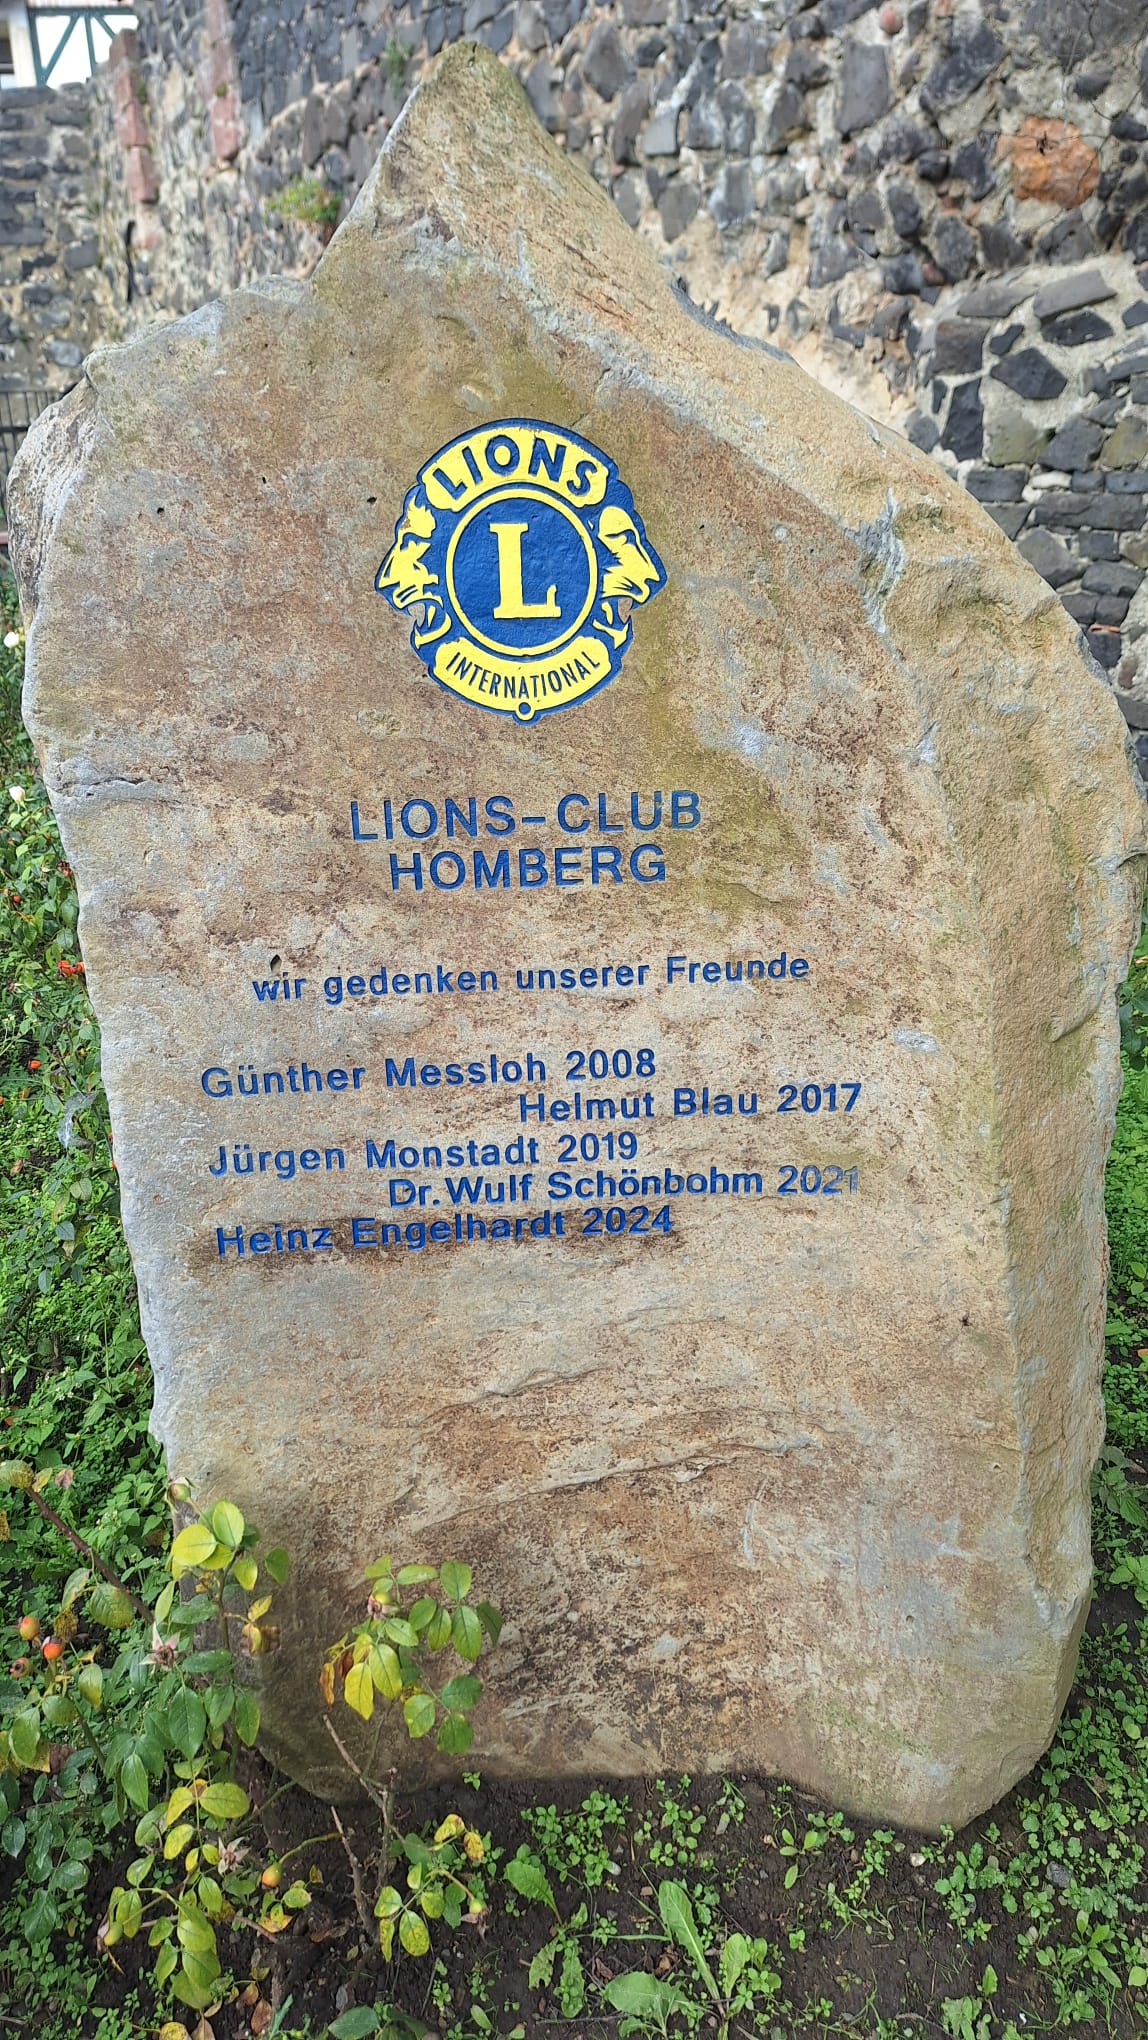 LIONS
L
INTERNATIONAL
LIONS-CLUB
HOMBERG
wir gedenken unserer Freunde
Günther Messloh 2008
Helmut Blau 2017
Jürgen Monstadt 2019
Dr. Wulf Schönbohm 2021
Heinz Engelhardt 2024